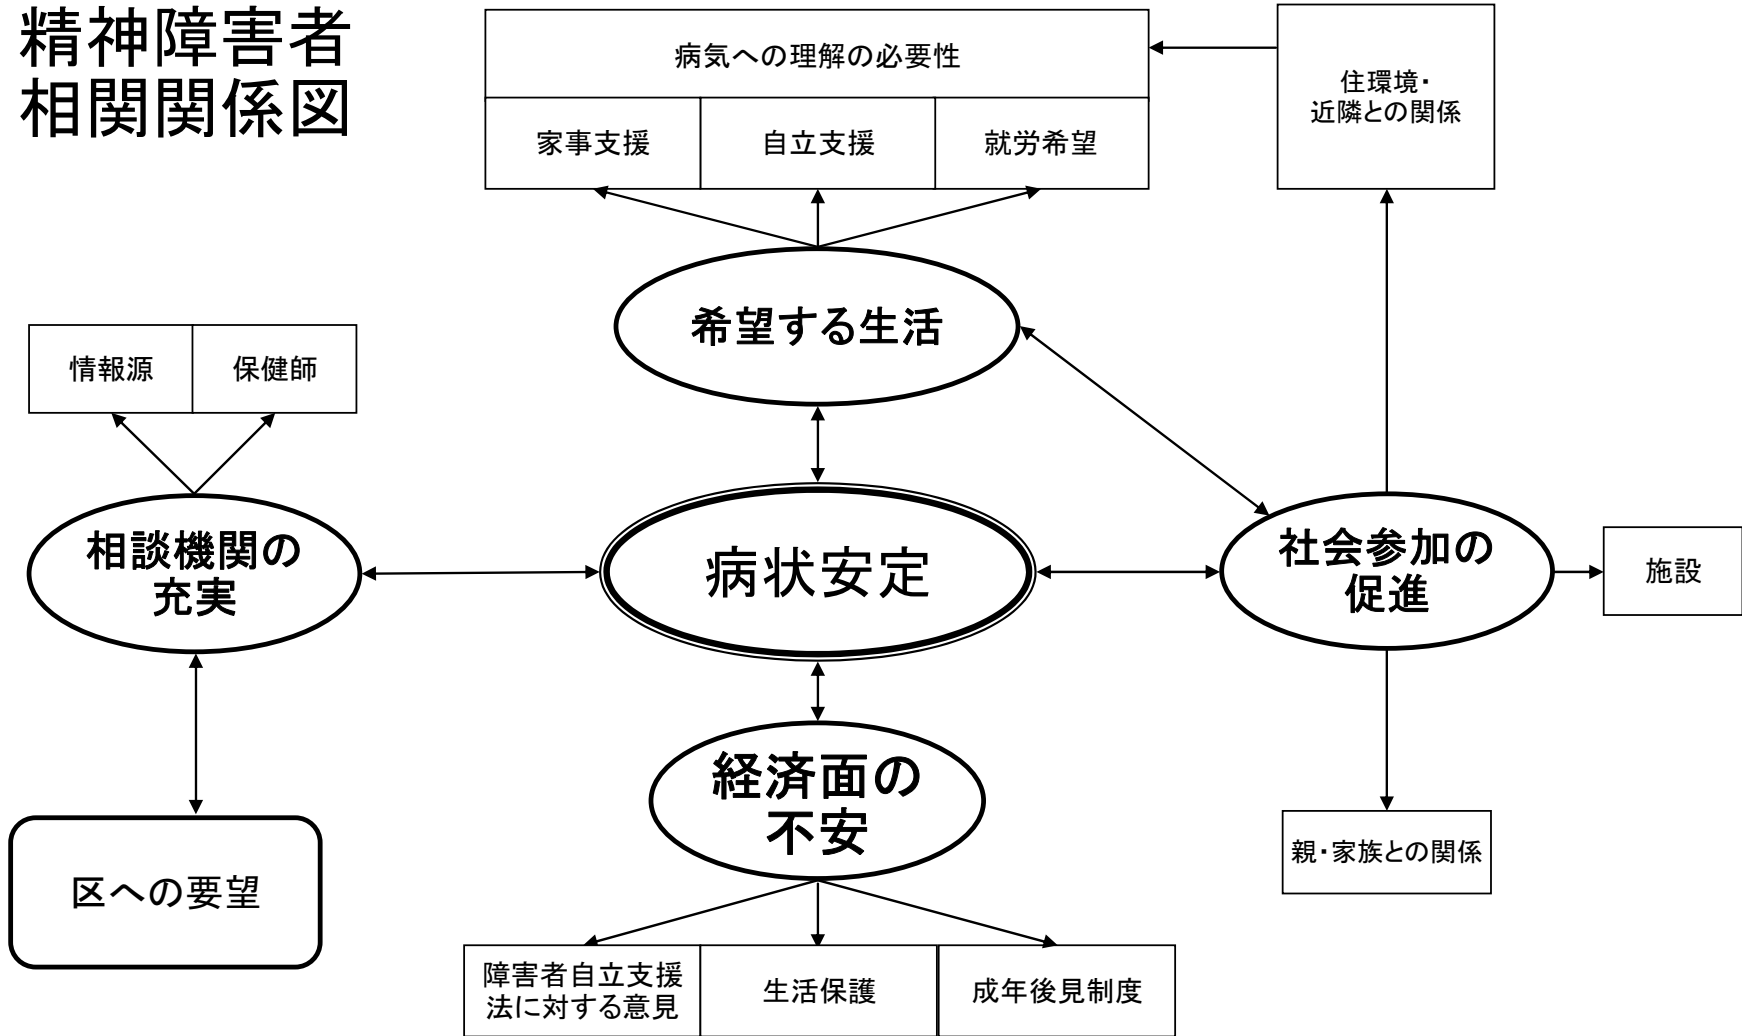 精神障害者
相関関係図
病気への理解の必要性
家事支援
自立支援
就労希望
住環境・
近隣との関係
希望する生活
情報源
保健師
相談機関の
充実
病状安定
社会参加の
促進
施設
経済面の
不安
親・家族との関係
区への要望
障害者自立支援
法に対する意見
生活保護
成年後見制度